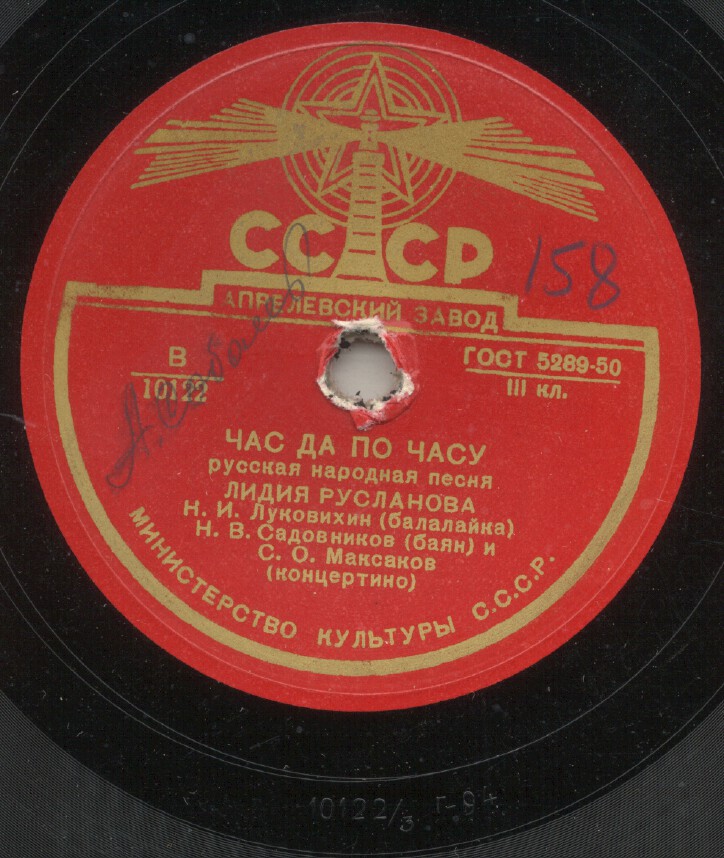 СССР
158
АПРЕЛЕВСКИЙ ЗАВОД
В
10122
ГОСТ 5289-50
III кл.
ЧАС ДА ПО ЧАСУ
русская народная песня
ЛИДИЯ РУСЛАНОВА
Н. И. Луковихин (балалайка)
Н. В. Садовников (баян) и
С. О. Максаков
(концертино)
МИНИСТЕРСТВО КУЛЬТУРЫ С.С.С.Р.
10122/3 г-94